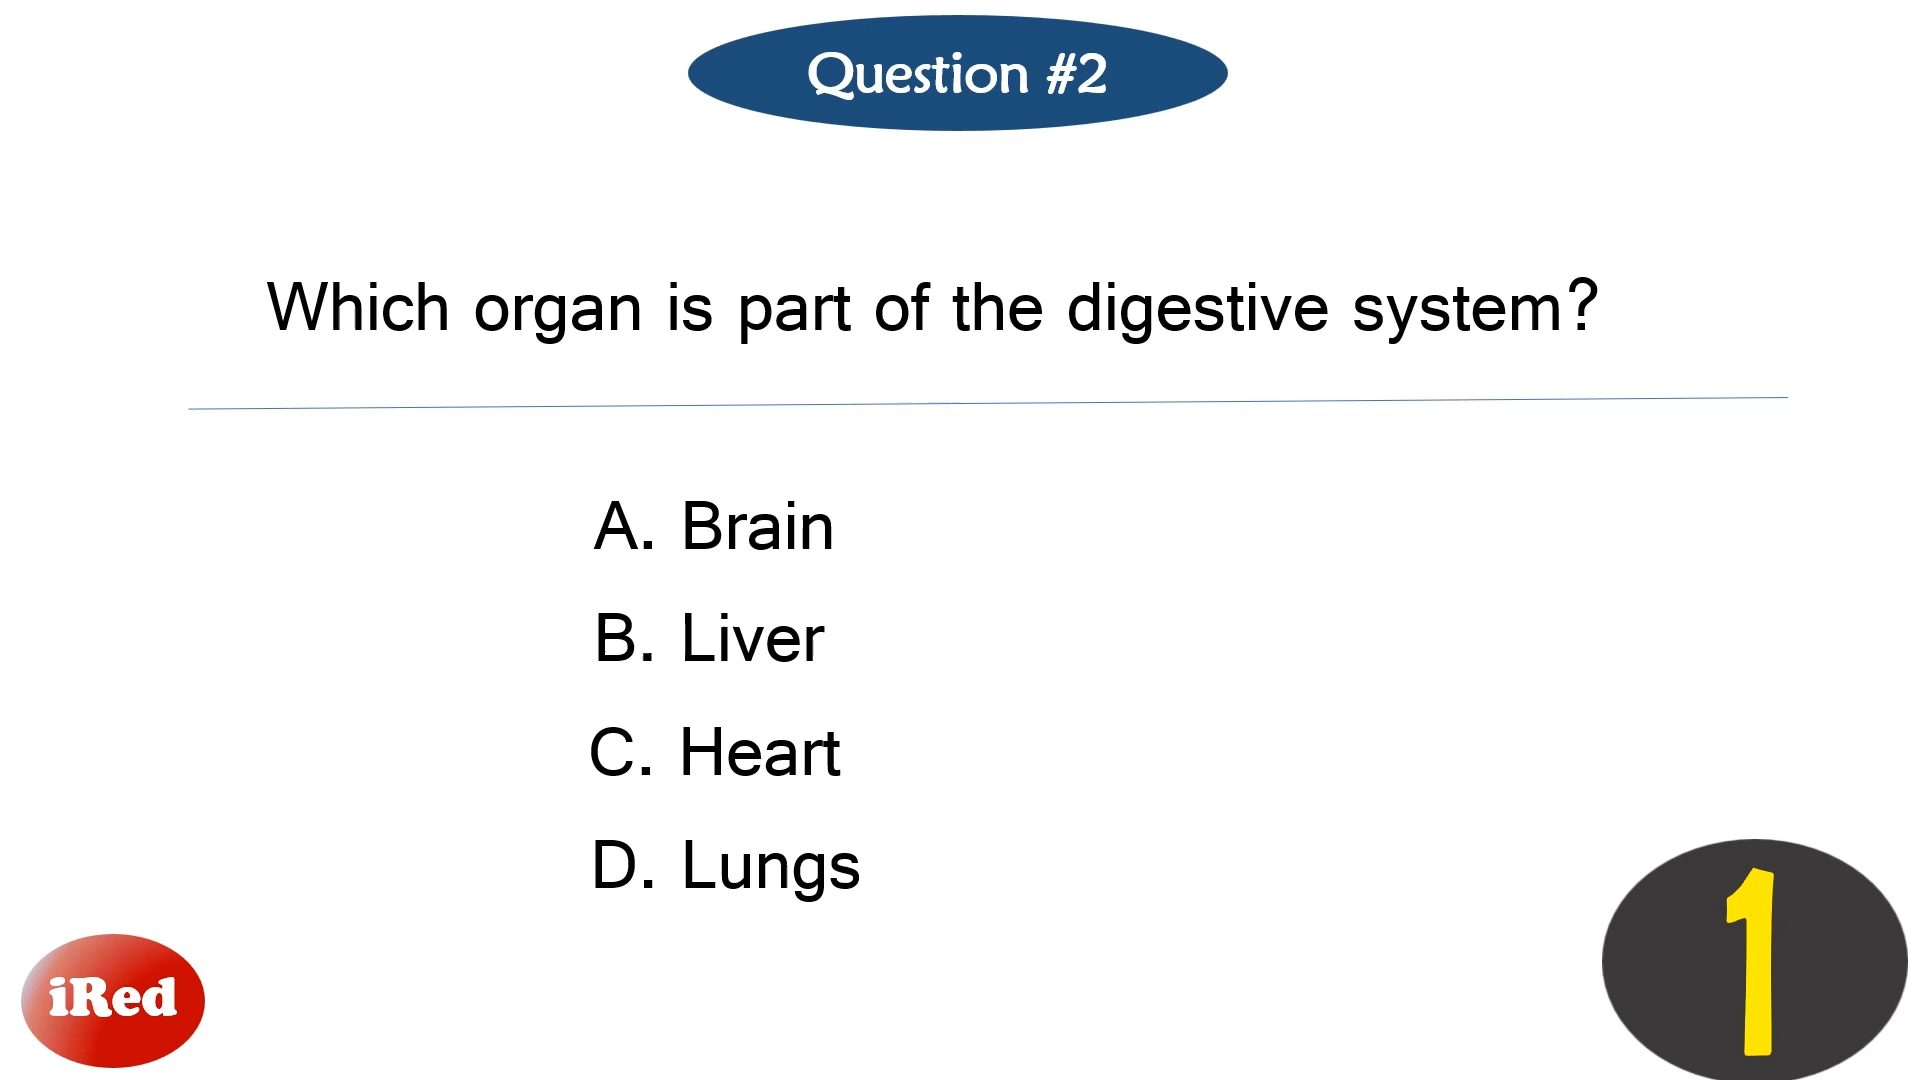 Question #2
Which organ is part of the digestive system?
A. Brain
B. Liver
C. Heart
D. Lungs
iRed
1